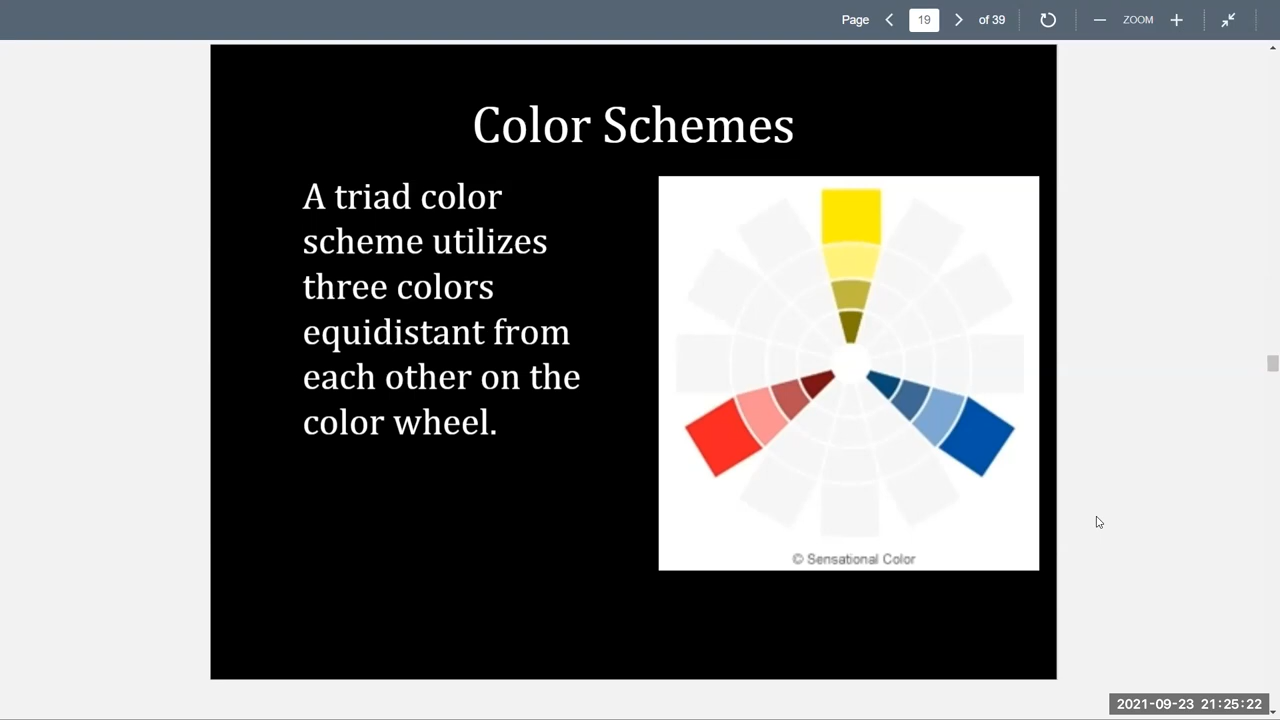 Page 19 of 39 ZOOM
Color Schemes
A triad color
scheme utilizes
three colors
equidistant from
each other on the
color wheel.
© Sensational Color
2021-09-23 21:25:22